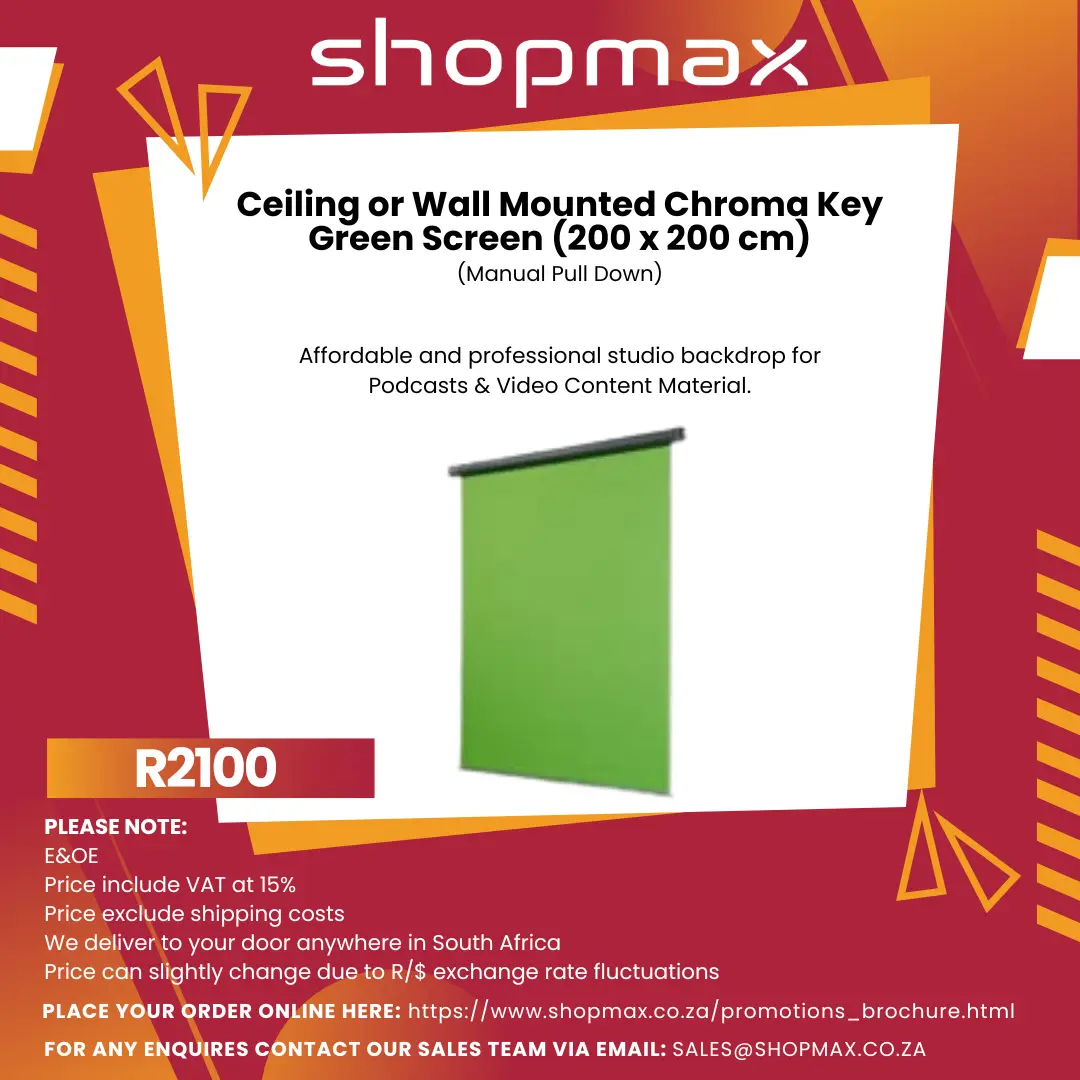 shopmax
Ceiling or Wall Mounted Chroma Key
Green Screen (200 x 200 cm)
(Manual Pull Down)
Affordable and professional studio backdrop for
Podcasts & Video Content Material.
R2100
PLEASE NOTE:
E&OE
Price include VAT at 15%
Price exclude shipping costs
We deliver to your door anywhere in South Africa
Price can slightly change due to R/$ exchange rate fluctuations
PLACE YOUR ORDER ONLINE HERE: https://www.shopmax.co.za/promotions_brochure.html
FOR ANY ENQUIRES CONTACT OUR SALES TEAM VIA EMAIL: SALES@SHOPMAX.CO.ZA